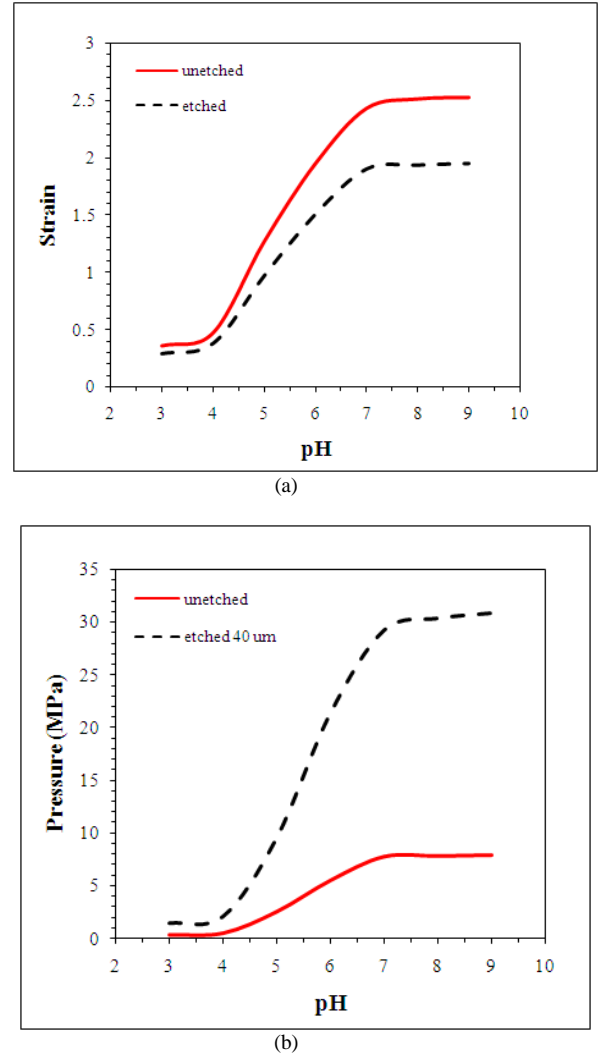 3
unetched
2.5
etched
2
Strain
1.5
1
0.5
0
2 3 4 5 6 7 8 9 10
pH
(a)
35
unetched
30
etched 40 um
25
Pressure (MPa)
20
15
10
5
0
2 3 4 5 6 7 8 9 10
pH
(b)